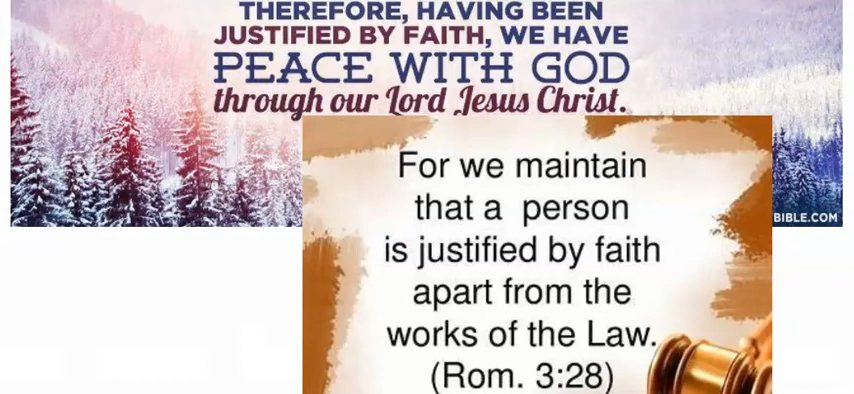 THEREFORE, HAVING BEEN
JUSTIFIED BY FAITH, WE HAVE
PEACE WITH GOD
through our Lord Jesus Christ.
BIBLE.COM
For we maintain
that a person
is justified by faith
apart from the
works of the Law.
(Rom. 3:28)